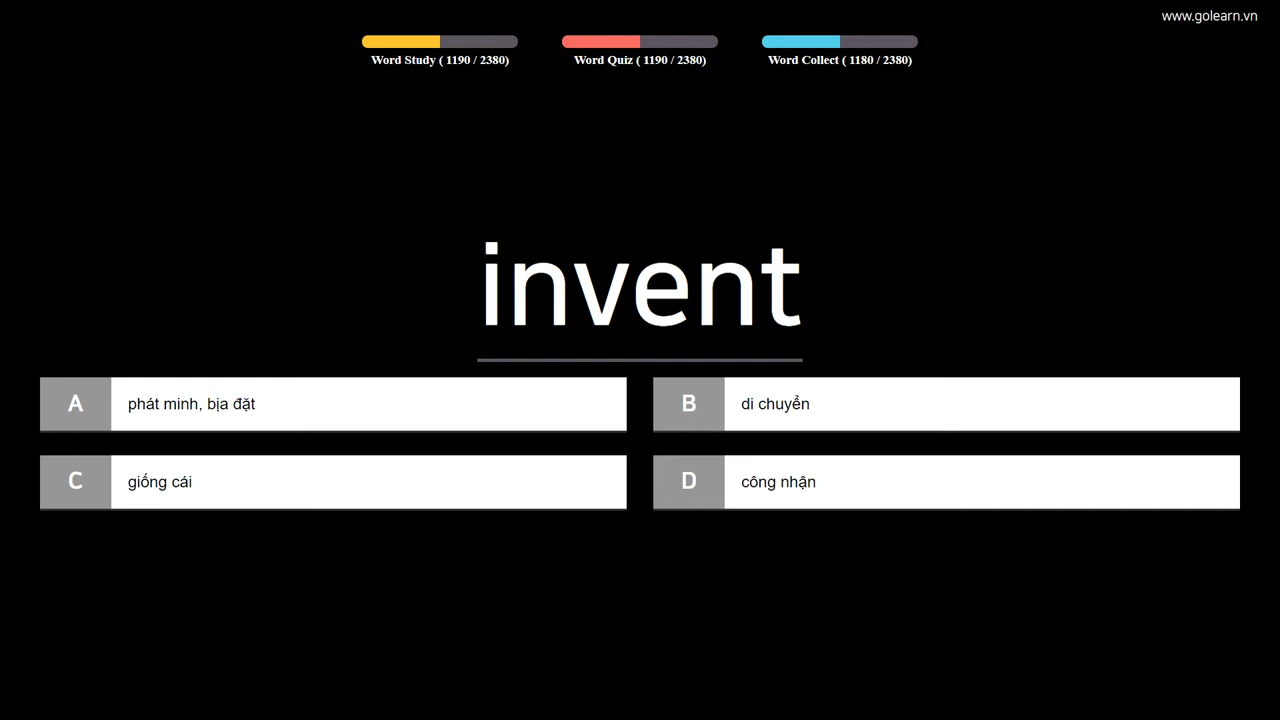 www.golearn.vn
Word Study ( 1190 / 2380)
Word Quiz ( 1190 / 2380)
Word Collect ( 1180 / 2380)
invent
A phát minh, bịa đặt
B di chuyển
C giống cái
D công nhận